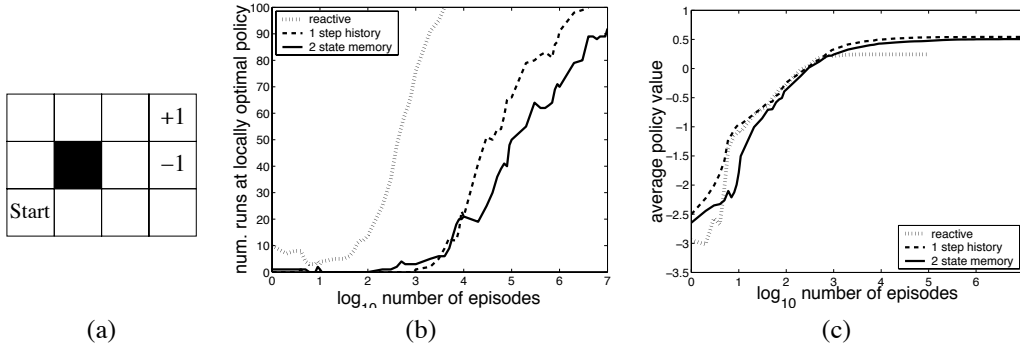 +1
−1
Start
(a)
num. runs at locally optimal policy
100
90
80
70
60
50
40
30
20
10
0
reactive
1 step history
2 state memory
0 1 2 3 4 5 6 7
log10 number of episodes
(b)
average policy value
1
0.5
0
−0.5
−1
−1.5
−2
−2.5
−3
−3.5
reactive
1 step history
2 state memory
0 1 2 3 4 5 6
log10 number of episodes
(c)